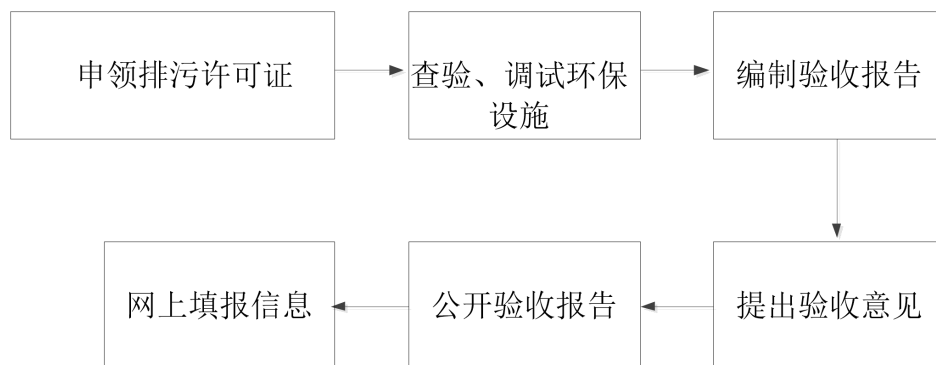 申领排污许可证
查验、调试环保
设施
编制验收报告
网上填报信息
公开验收报告
提出验收意见